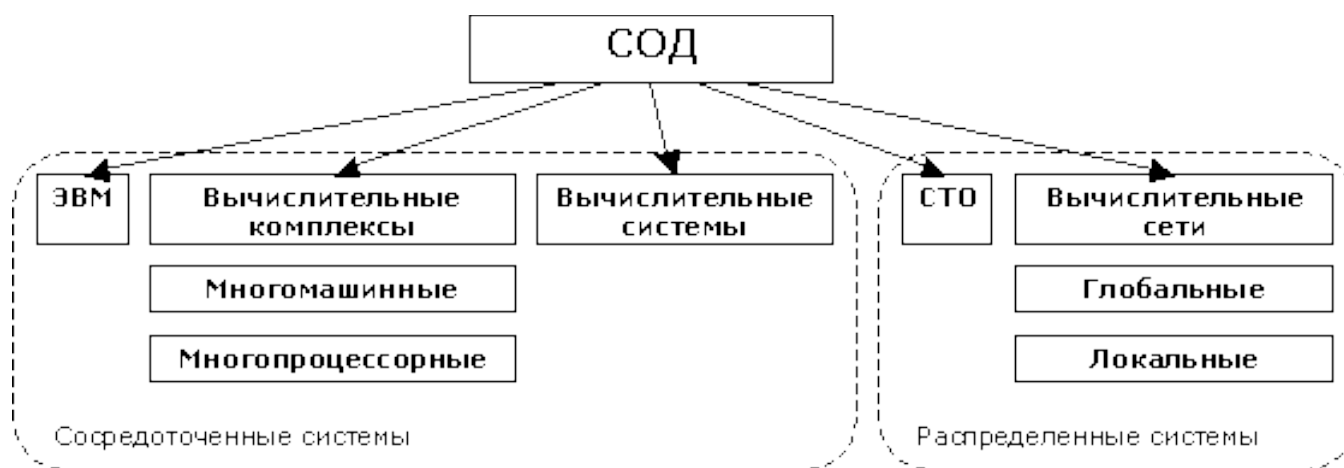 СОД
ЭВМ
Вычислительные
комплексы
Вычислительные
системы
СТО
Вычислительные
сети
Многомашинные
Глобальные
Многопроцессорные
Локальные
Сосредоточенные системы
Распределенные системы